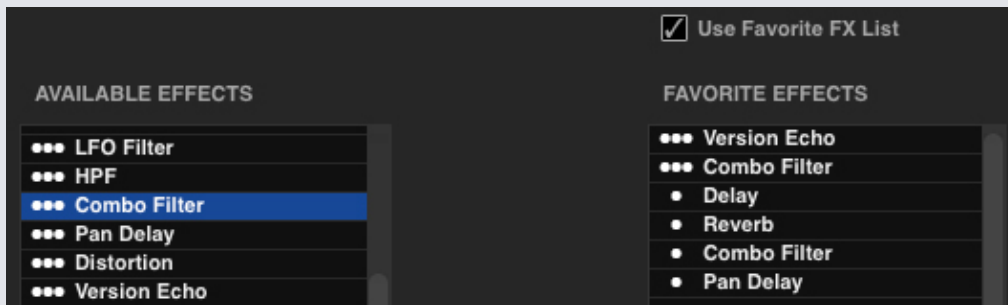 Use Favorite FX List
AVAILABLE EFFECTS
LFO Filter
HPF
Combo Filter
Pan Delay
Distortion
Version Echo
FAVORITE EFFECTS
Version Echo
Combo Filter
Delay
Reverb
Combo Filter
Pan Delay